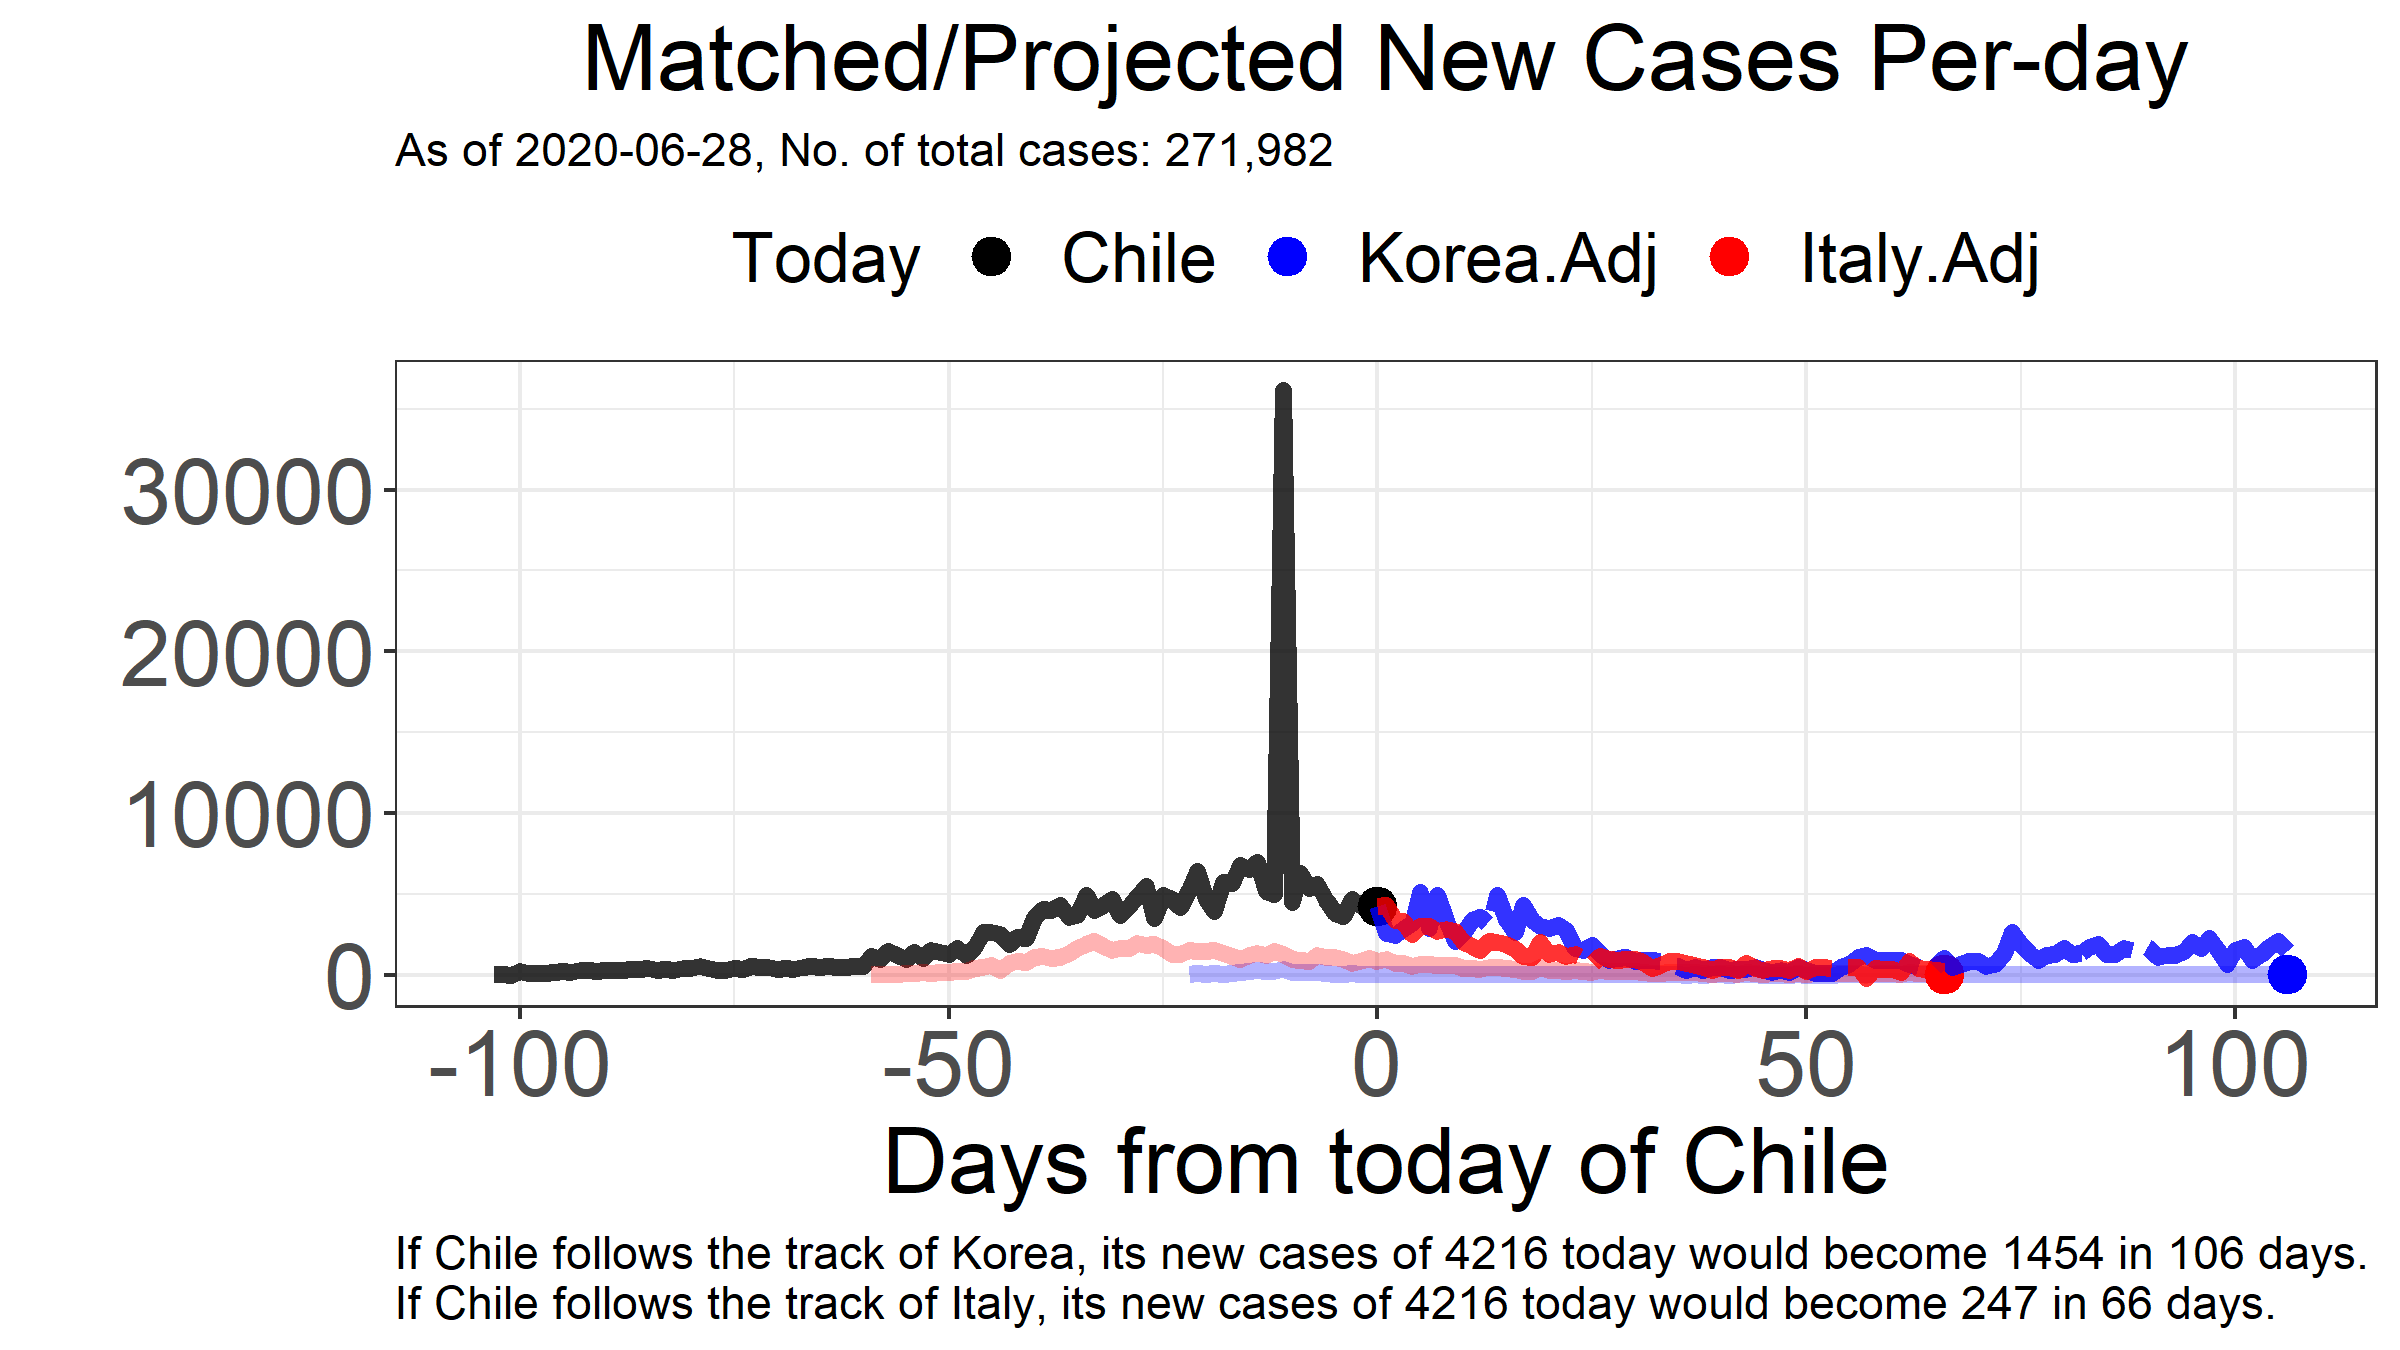 Matched/Projected New Cases Per-day
As of 2020-06-28, No. of total cases: 271,982
Today Chile Korea.Adj Italy.Adj
30000
20000
10000
0
-100 -50 0 50 100
Days from today of Chile
If Chile follows the track of Korea, its new cases of 4216 today would become 1454 in 106 days.
If Chile follows the track of Italy, its new cases of 4216 today would become 247 in 66 days.